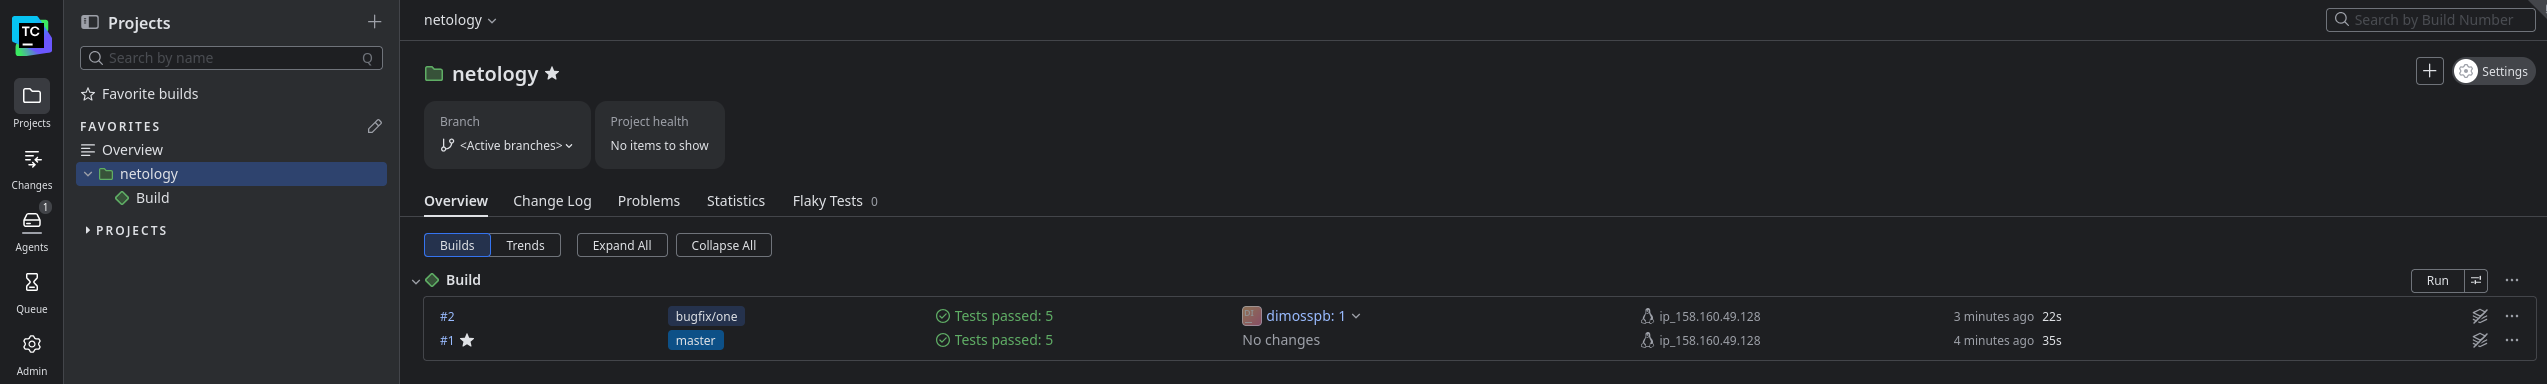 TC
Projects
Changes
1
Agents
Queue
Admin
Projects
Search by name
Q
Favorite builds
FAVORITES
Overview
netology
Build
PROJECTS
netology
Search by Build Number
netology
Settings
Branch
<Active branches>
Project health
No items to show
Overview Change Log Problems Statistics Flaky Tests 0
Builds Trends Expand All Collapse All
Build
Run
#2 bugfix/one Tests passed: 5 DI dimosspb: 1 ip_158.160.49.128 3 minutes ago 22s
#1 master Tests passed: 5 No changes ip_158.160.49.128 4 minutes ago 35s